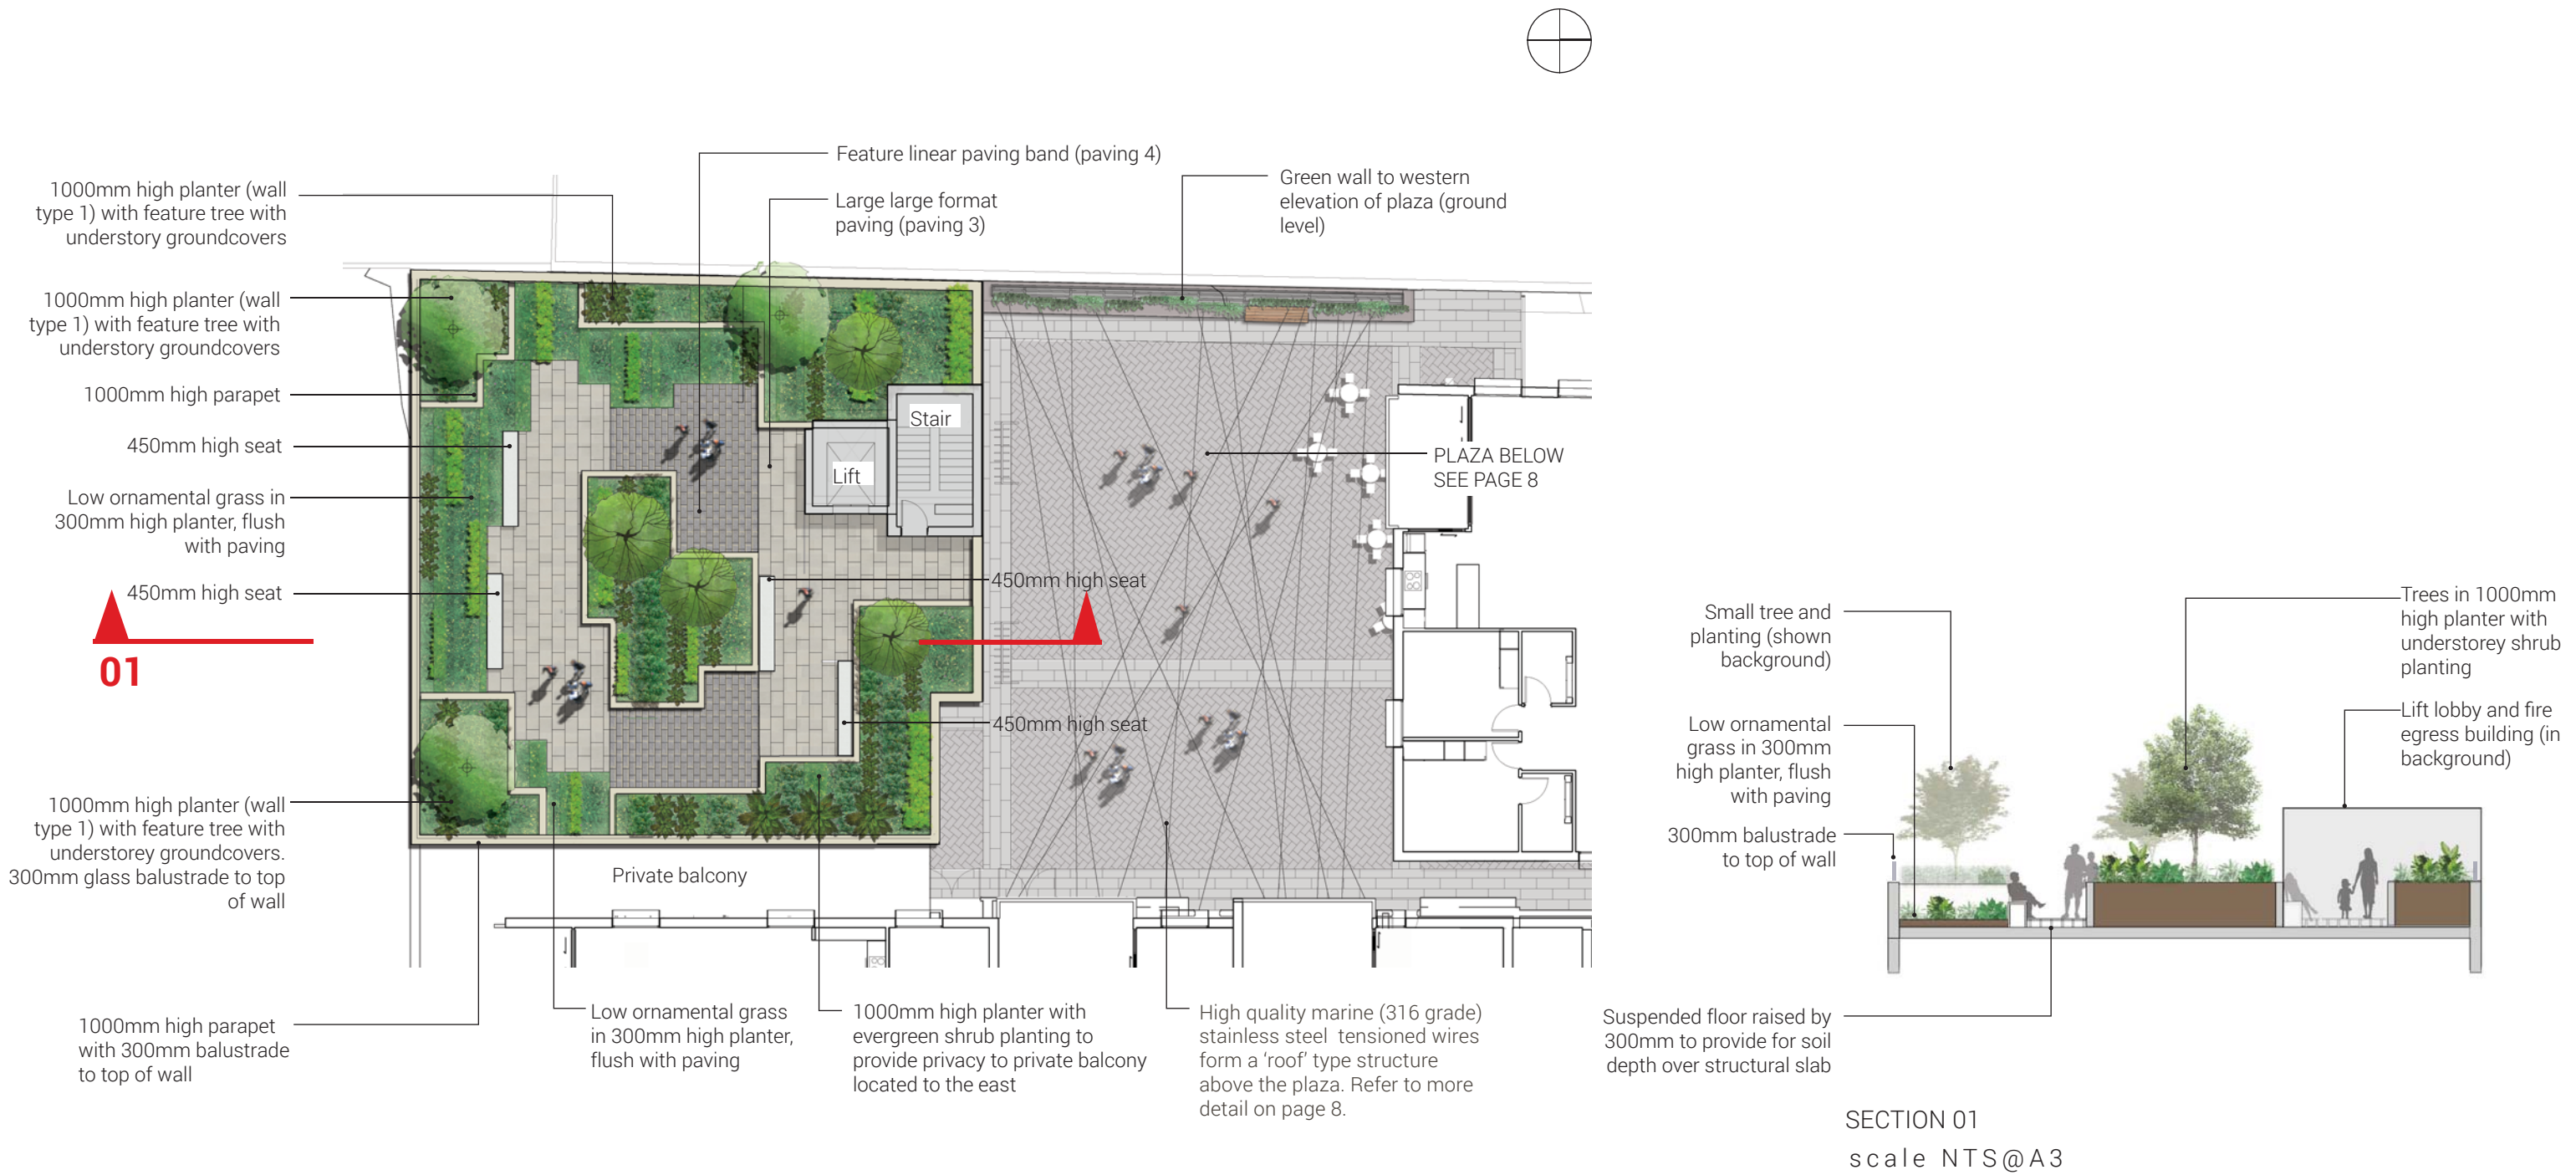 Feature linear paving band (paving 4)
Large large format
paving (paving 3)
Green wall to western
elevation of plaza (ground
level)
1000mm high planter (wall
type 1) with feature tree with
understory groundcovers
1000mm high planter (wall
type 1) with feature tree with
understory groundcovers
1000mm high parapet
450mm high seat
Low ornamental grass in
300mm high planter, flush
with paving
450mm high seat
01
1000mm high planter (wall
type 1) with feature tree with
understorey groundcovers.
300mm glass balustrade to top
of wall
1000mm high parapet
with 300mm balustrade
to top of wall
Stair
Lift
PLAZA BELOW
SEE PAGE 8
450mm high seat
450mm high seat
Private balcony
Low ornamental grass
in 300mm high planter,
flush with paving
1000mm high planter with
evergreen shrub planting to
provide privacy to private balcony
located to the east
High quality marine (316 grade)
stainless steel tensioned wires
form a ‘roof’ type structure
above the plaza. Refer to more
detail on page 8.
Small tree and
planting (shown
background)
Low ornamental
grass in 300mm
high planter, flush
with paving
300mm balustrade
to top of wall
Suspended floor raised by
300mm to provide for soil
depth over structural slab
Trees in 1000mm
high planter with
understorey shrub
planting
Lift lobby and fire
egress building (in
background)
SECTION 01
scale NTS@A3